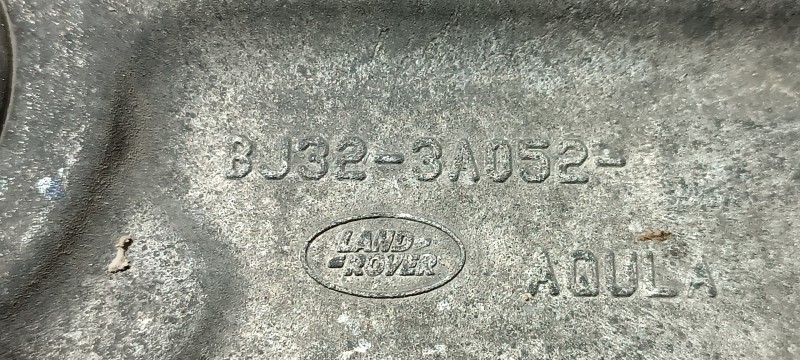 BJ32-3A052-
LAND-
-ROVER
AQULA